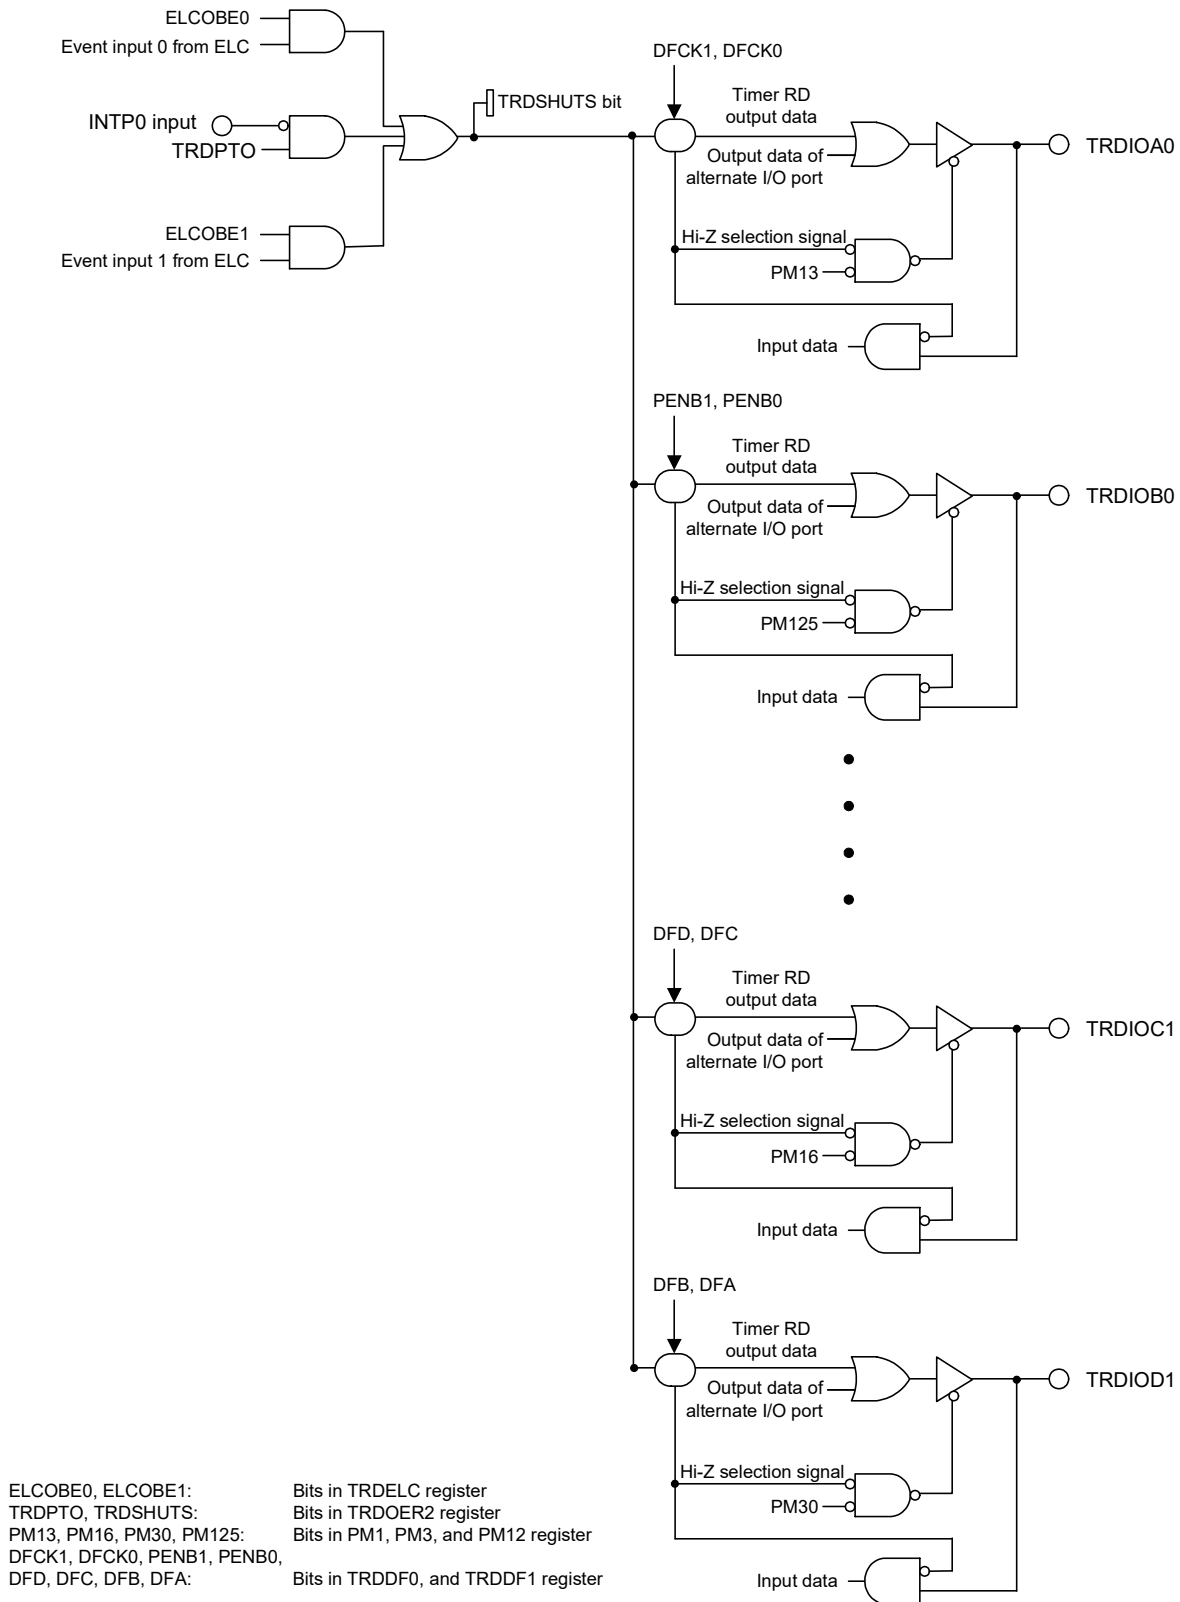 ELCOBE0
Event input 0 from ELC
INTP0 input
TRDPTO
ELCOBE1
Event input 1 from ELC
TRDSHUTS bit
DFCK1, DFCK0
Timer RD
output data
Output data of
alternate I/O port
Hi-Z selection signal
PM13
Input data
TRDIOA0
PENB1, PENB0
Timer RD
output data
Output data of
alternate I/O port
Hi-Z selection signal
PM125
Input data
TRDIOB0
DFD, DFC
Timer RD
output data
Output data of
alternate I/O port
Hi-Z selection signal
PM16
Input data
TRDIOC1
DFB, DFA
Timer RD
output data
Output data of
alternate I/O port
Hi-Z selection signal
PM30
Input data
TRDIOD1
ELCOBE0, ELCOBE1: Bits in TRDELC register
TRDPTO, TRDSHUTS: Bits in TRDOER2 register
PM13, PM16, PM30, PM125: Bits in PM1, PM3, and PM12 register
DFCK1, DFCK0, PENB1, PENB0,
DFD, DFC, DFB, DFA: Bits in TRDDF0, and TRDDF1 register